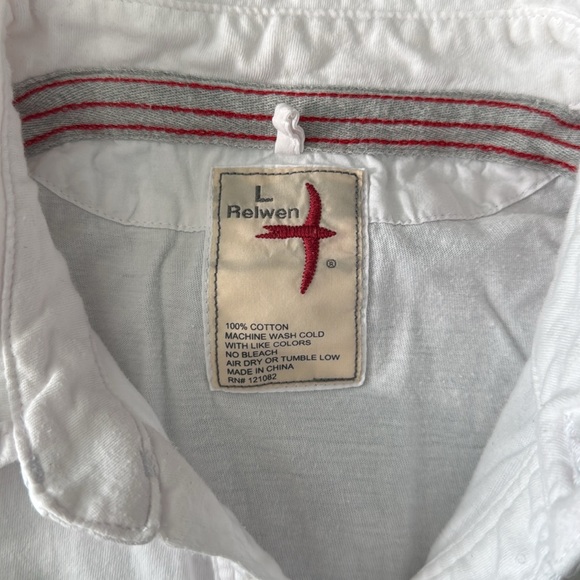 L
Relwen
®
100% COTTON
MACHINE WASH COLD
WITH LIKE COLORS
NO BLEACH
AIR DRY OR TUMBLE LOW
MADE IN CHINA
RN# 121082